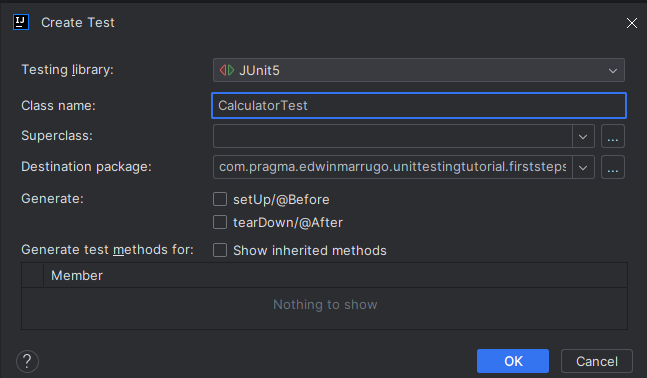 IJ Create Test
Testing library: JUnit5
Class name: CalculatorTest
Superclass: ...
Destination package: com.pragma.edwinmarrugo.unittestingtutorial.firststeps ...
Generate: setUp/@Before
tearDown/@After
Generate test methods for: Show inherited methods
Member
Nothing to show
? OK Cancel